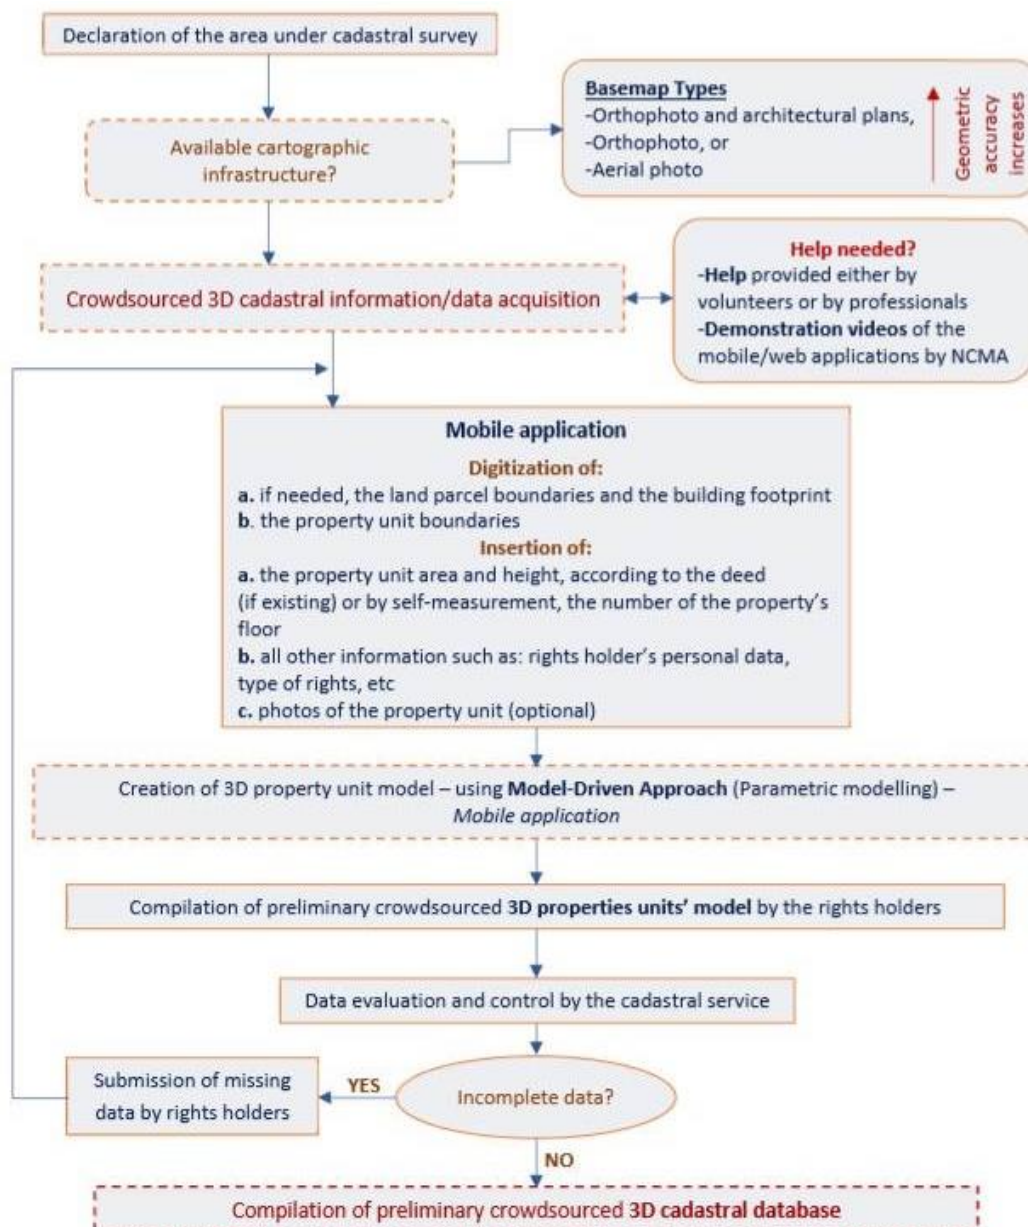 Declaration of the area under cadastral survey
Available cartographic
infrastructure?
Basemap Types
-Orthophoto and architectural plans,
-Orthophoto, or
-Aerial photo
Geometric
accuracy
increases
Crowdsourced 3D cadastral information/data acquisition
Help needed?
-Help provided either by
volunteers or by professionals
-Demonstration videos of the
mobile/web applications by NCMA
Mobile application
Digitization of:
a. if needed, the land parcel boundaries and the building footprint
b. the property unit boundaries
Insertion of:
a. the property unit area and height, according to the deed
(if existing) or by self-measurement, the number of the property's
floor
b. all other information such as: rights holder's personal data,
type of rights, etc
c. photos of the property unit (optional)
Creation of 3D property unit model – using Model-Driven Approach (Parametric modelling) –
Mobile application
Compilation of preliminary crowdsourced 3D properties units' model by the rights holders
Data evaluation and control by the cadastral service
Incomplete data?
YES
Submission of missing
data by rights holders
NO
Compilation of preliminary crowdsourced 3D cadastral database